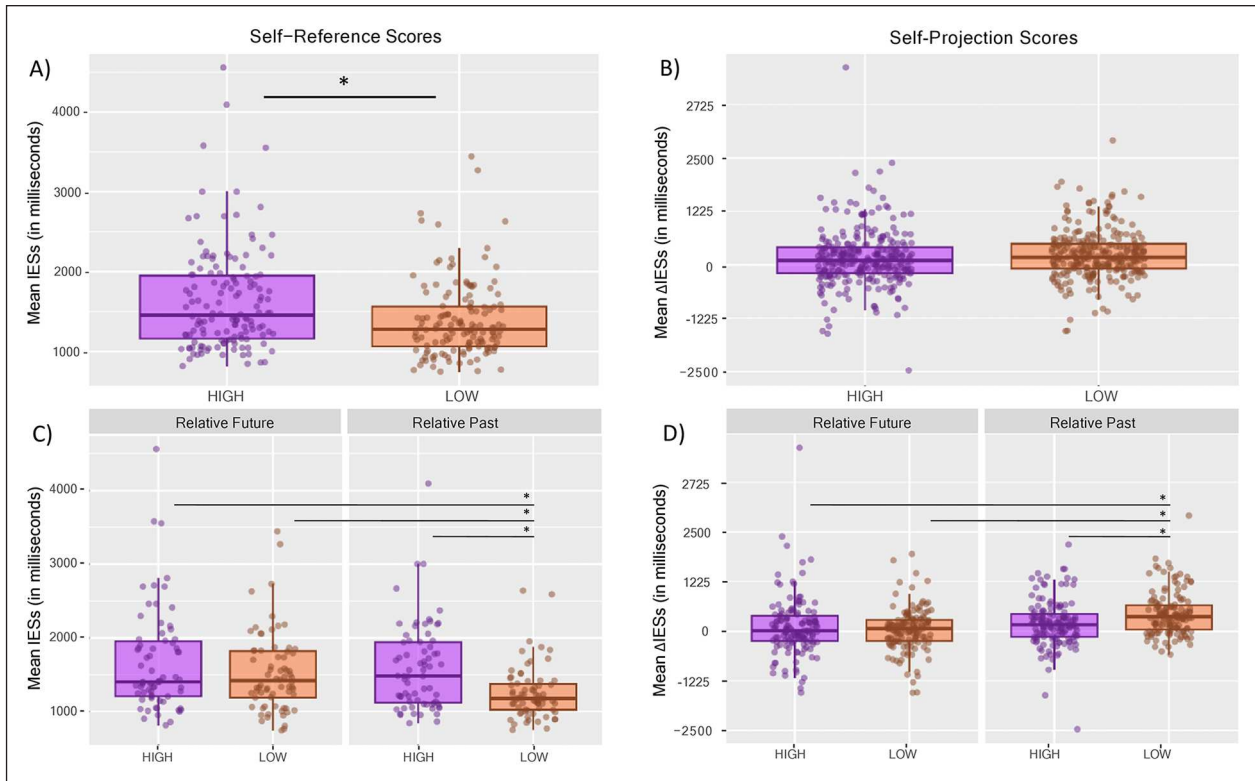 Self-Reference Scores
A)
*
Mean IESs (in milliseconds)
4000
3000
2000
1000
HIGH
LOW
Self-Projection Scores
B)
Mean ΔIESs (in milliseconds)
2725
2500
1225
0
-1225
-2500
HIGH
LOW
C)
Relative Future
Relative Past
Mean IESs (in milliseconds)
4000
3000
2000
1000
*
*
*
HIGH
LOW
HIGH
LOW
D)
Relative Future
Relative Past
Mean ΔIESs (in milliseconds)
2725
2500
1225
0
-1225
-2500
*
*
*
HIGH
LOW
HIGH
LOW